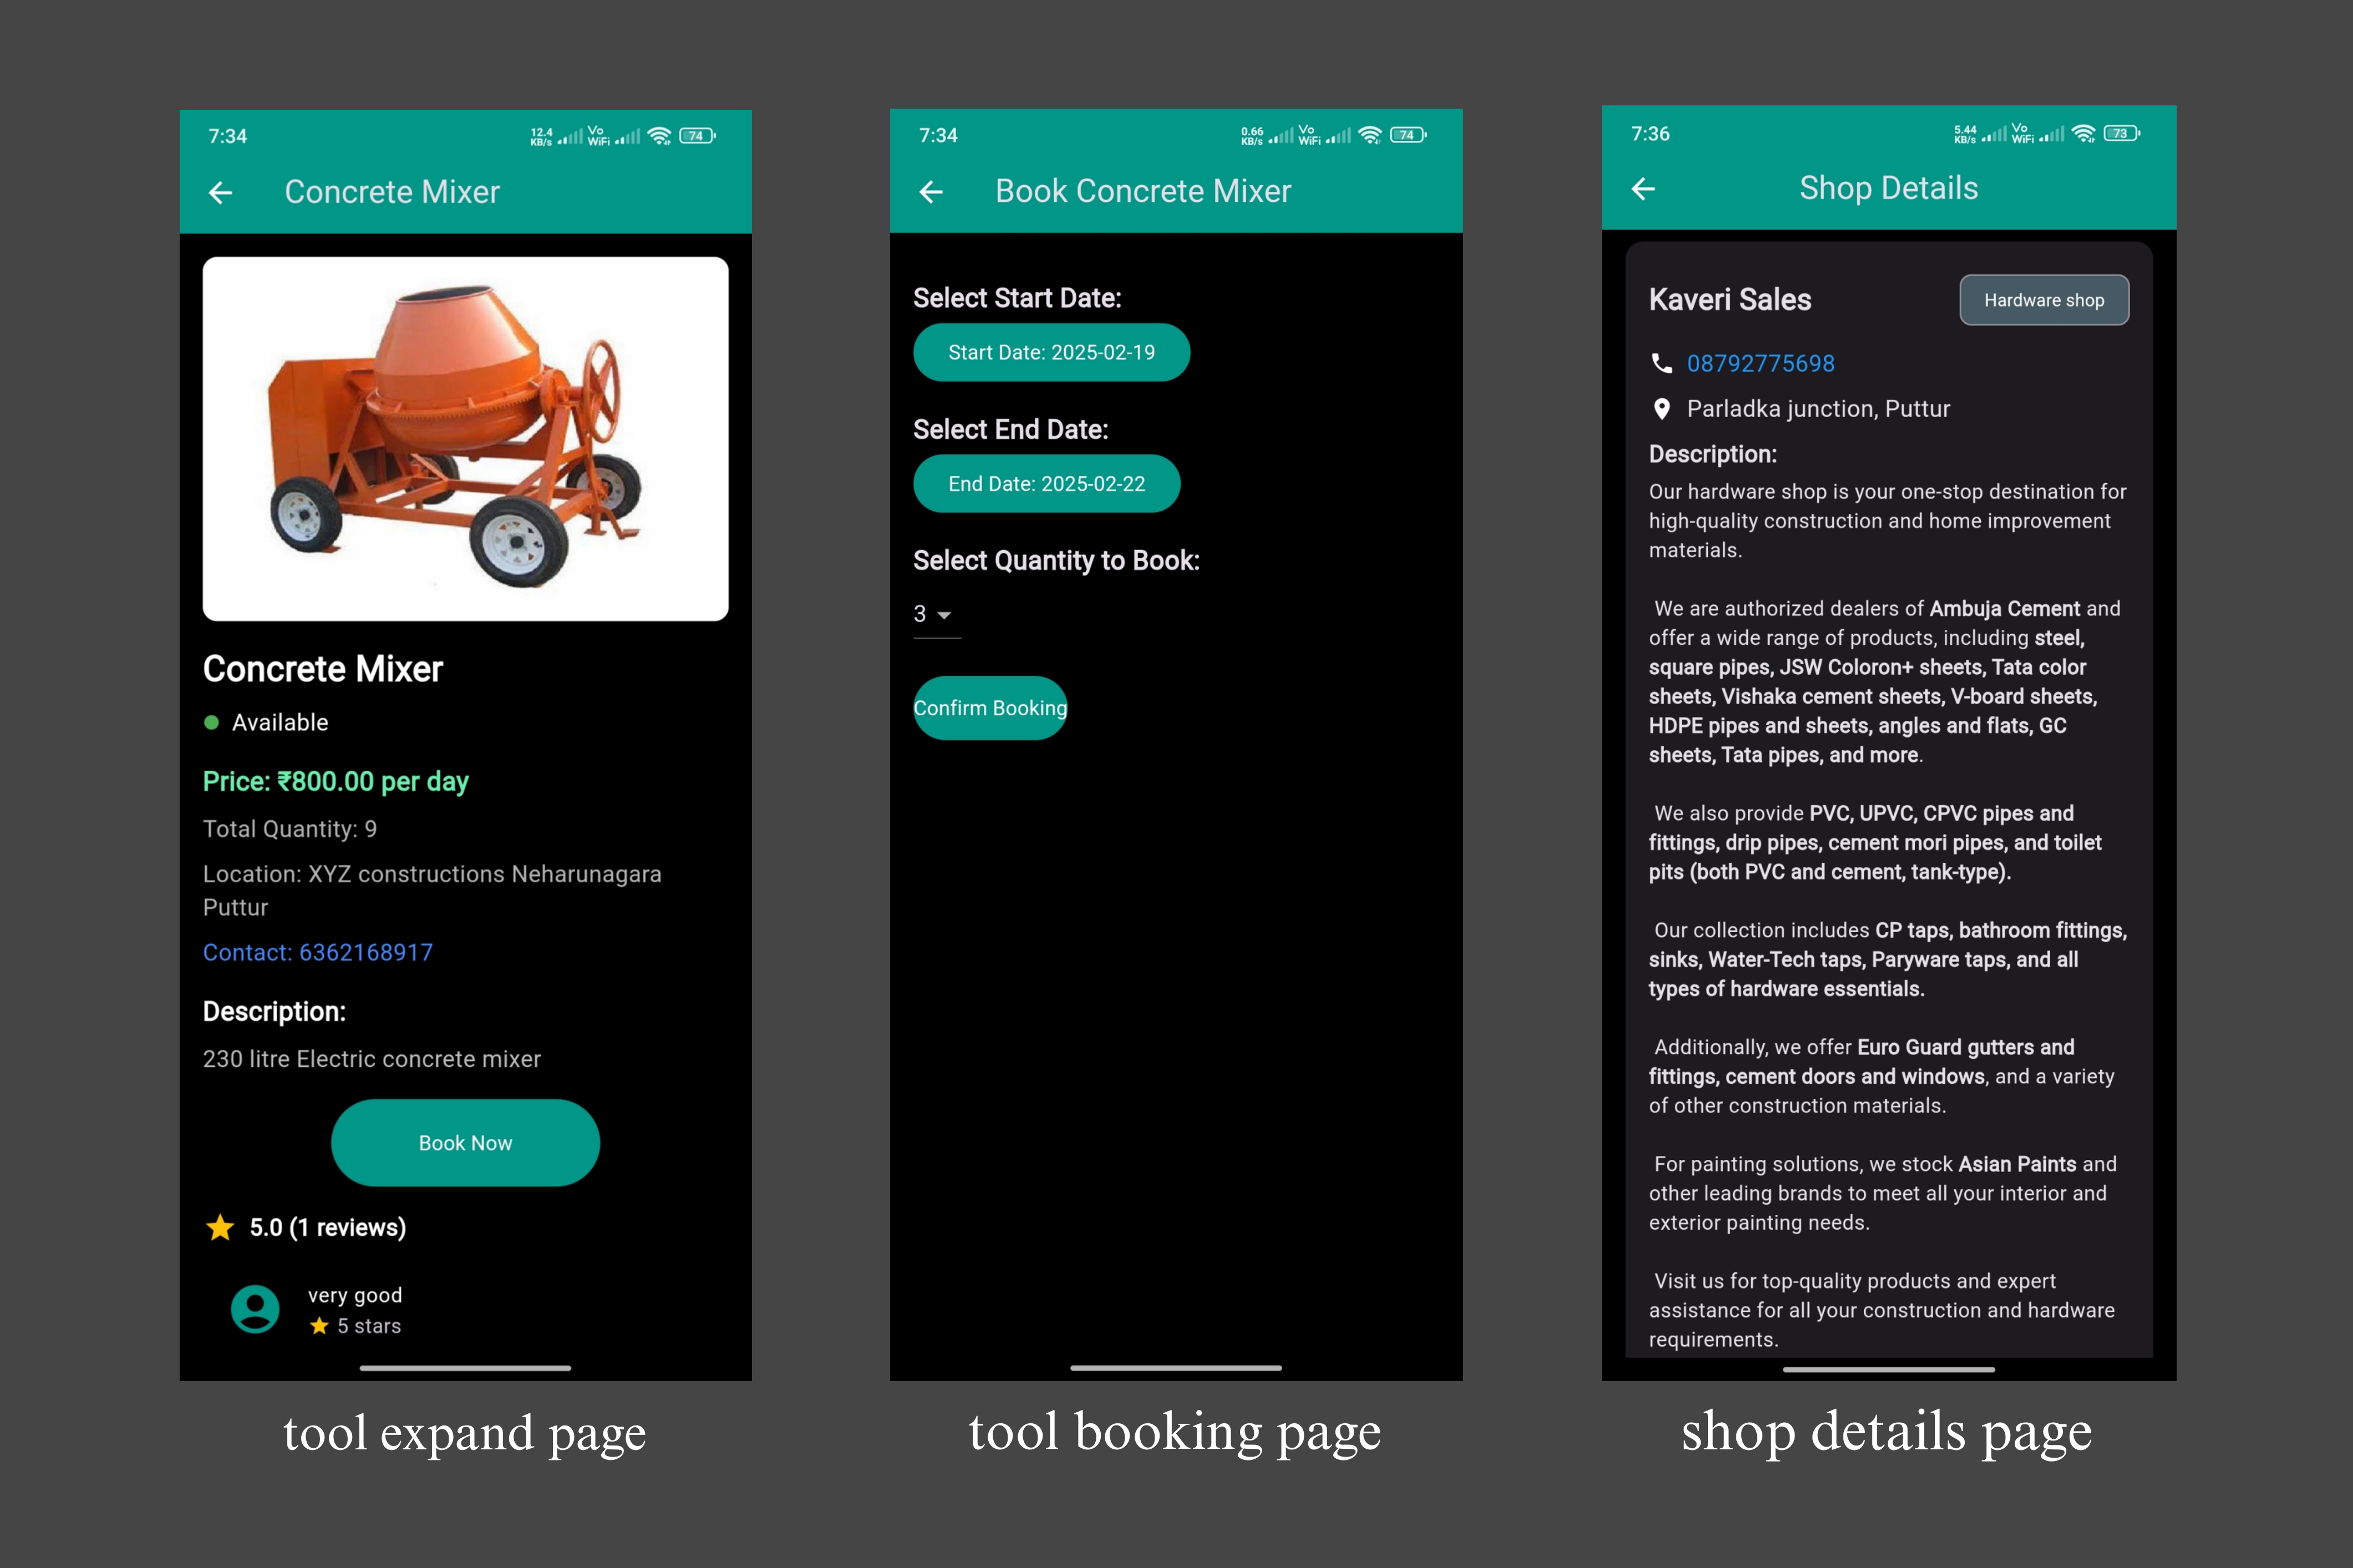 7:34
12.4 KB/s Vo WiFi 74
Concrete Mixer
Concrete Mixer
Available
Price: ₹800.00 per day
Total Quantity: 9
Location: XYZ constructions Neharunagara
Puttur
Contact: 6362168917
Description:
230 litre Electric concrete mixer
Book Now
5.0 (1 reviews)
very good
5 stars
tool expand page
7:34
0.66 KB/s Vo WiFi 74
Book Concrete Mixer
Select Start Date:
Start Date: 2025-02-19
Select End Date:
End Date: 2025-02-22
Select Quantity to Book:
3
Confirm Booking
tool booking page
7:36
5.44 KB/s Vo WiFi 73
Shop Details
Kaveri Sales
Hardware shop
08792775698
Parladka junction, Puttur
Description:
Our hardware shop is your one-stop destination for
high-quality construction and home improvement
materials.
We are authorized dealers of Ambuja Cement and
offer a wide range of products, including steel,
square pipes, JSW Coloron+ sheets, Tata color
sheets, Vishaka cement sheets, V-board sheets,
HDPE pipes and sheets, angles and flats, GC
sheets, Tata pipes, and more.
We also provide PVC, UPVC, CPVC pipes and
fittings, drip pipes, cement mori pipes, and toilet
pits (both PVC and cement, tank-type).
Our collection includes CP taps, bathroom fittings,
sinks, Water-Tech taps, Paryware taps, and all
types of hardware essentials.
Additionally, we offer Euro Guard gutters and
fittings, cement doors and windows, and a variety
of other construction materials.
For painting solutions, we stock Asian Paints and
other leading brands to meet all your interior and
exterior painting needs.
Visit us for top-quality products and expert
assistance for all your construction and hardware
requirements.
shop details page